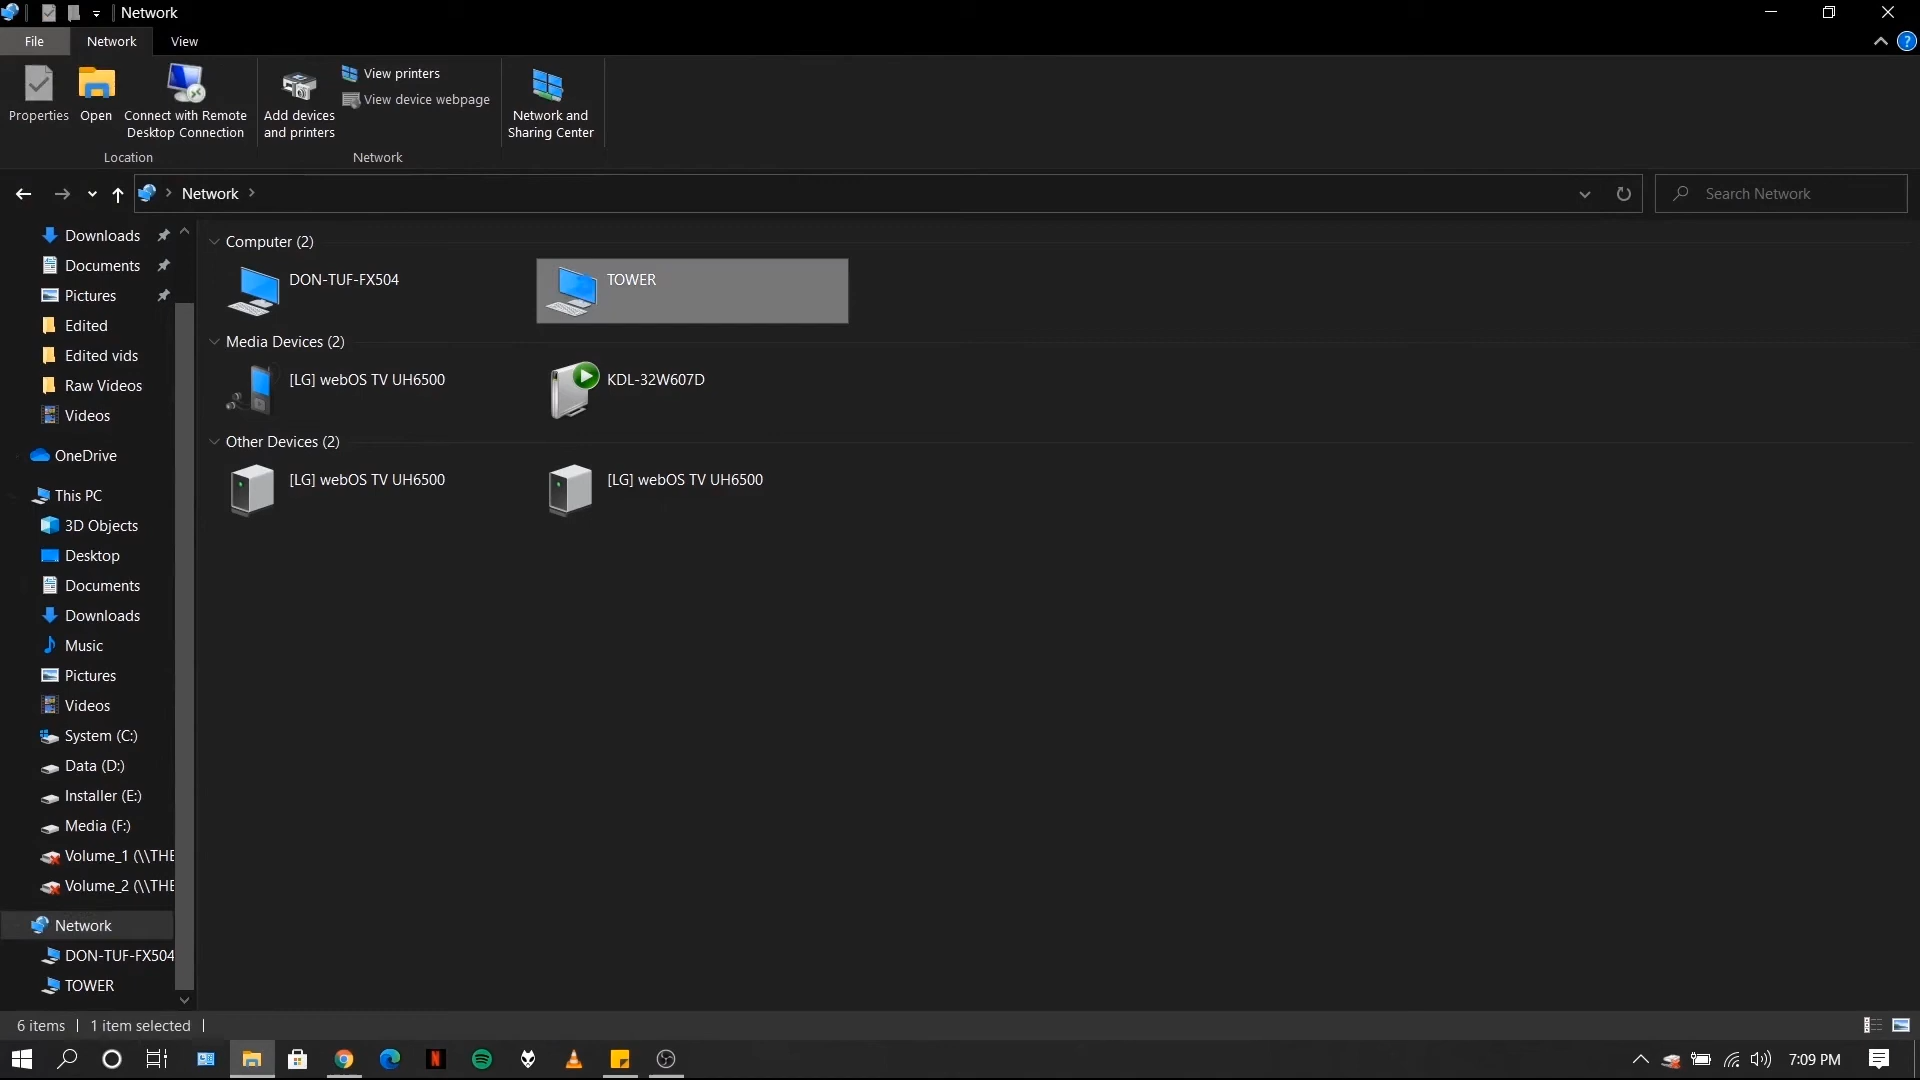 Network
File
Network
View
Properties
Open
Connect with Remote
Desktop Connection
Location
Add devices
and printers
View printers
View device webpage
Network
Network and
Sharing Center
Network
Search Network
Downloads
Documents
Pictures
Edited
Edited vids
Raw Videos
Videos
OneDrive
This PC
3D Objects
Desktop
Documents
Downloads
Music
Pictures
Videos
System (C:)
Data (D:)
Installer (E:)
Media (F:)
Volume_1 (\\THE
Volume_2 (\\THE
Network
DON-TUF-FX504
TOWER
Computer (2)
DON-TUF-FX504
TOWER
Media Devices (2)
[LG] webOS TV UH6500
KDL-32W607D
Other Devices (2)
[LG] webOS TV UH6500
[LG] webOS TV UH6500
6 items
1 item selected
7:09 PM